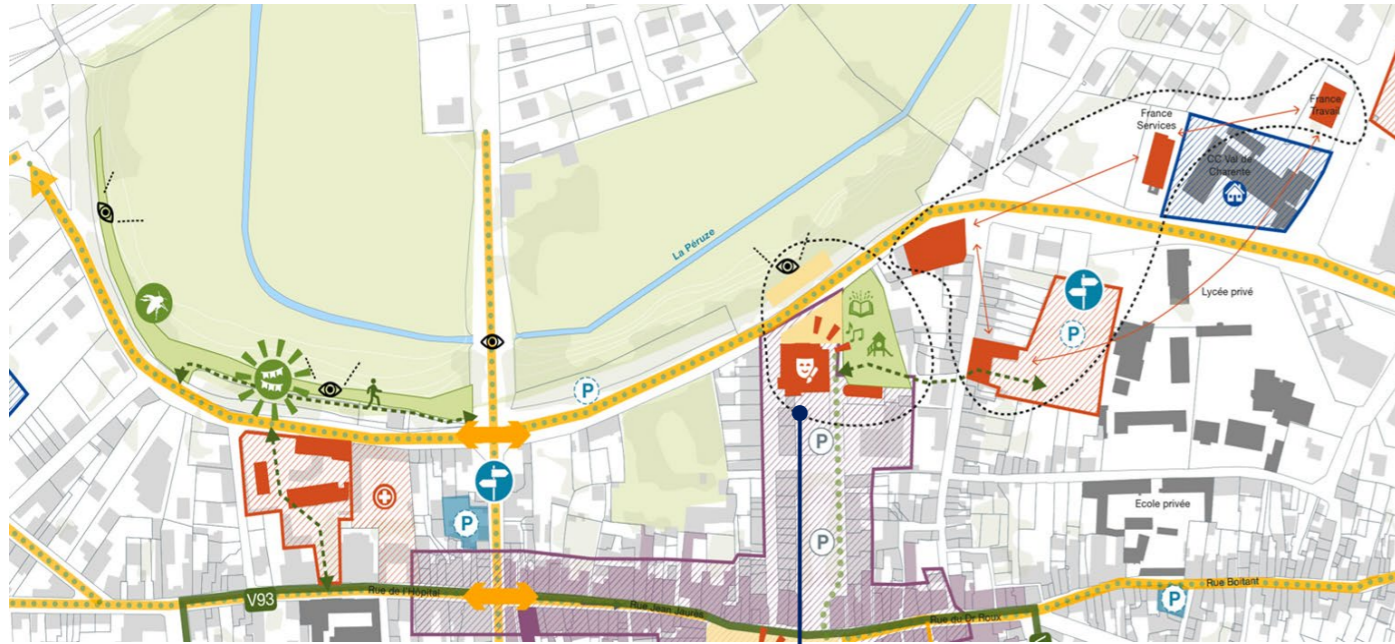 France
Travail
France
Services
CC Val de
Charente
La Péruze
Lycée privé
P
P
P
P
Ecole privée
P
P
Rue Boitant
P
V93
Rue de l'Hôpital
Rue Jean Jaurès
Rue du Dr Roux